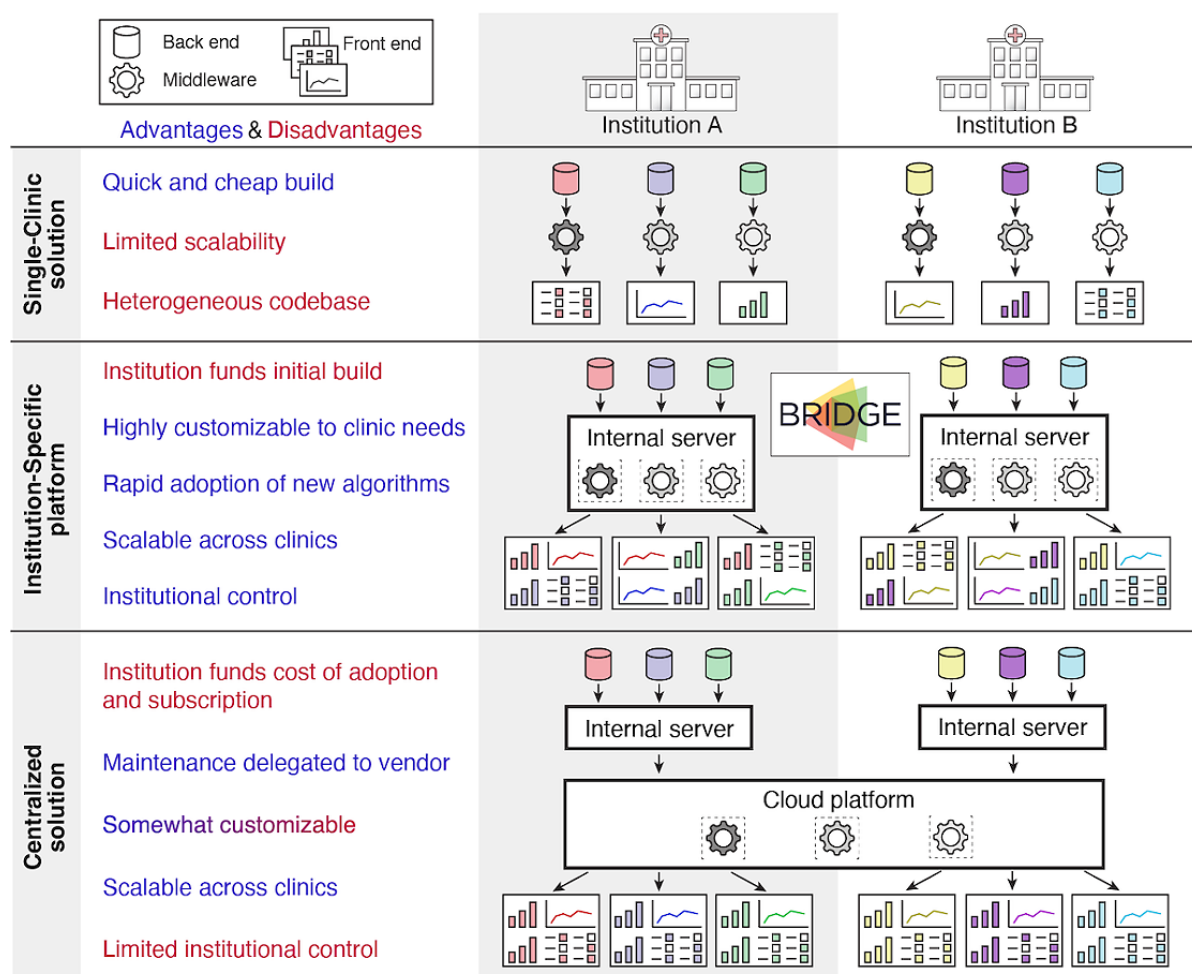 Back end
Front end
Middleware
Advantages & Disadvantages
Institution A
Institution B
Single-Clinic
solution
Quick and cheap build
Limited scalability
Heterogeneous codebase
Institution-Specific
platform
Institution funds initial build
Highly customizable to clinic needs
Rapid adoption of new algorithms
Scalable across clinics
Institutional control
Internal server
BRIDGE
Internal server
Centralized
solution
Institution funds cost of adoption
and subscription
Maintenance delegated to vendor
Somewhat customizable
Scalable across clinics
Limited institutional control
Internal server
Internal server
Cloud platform